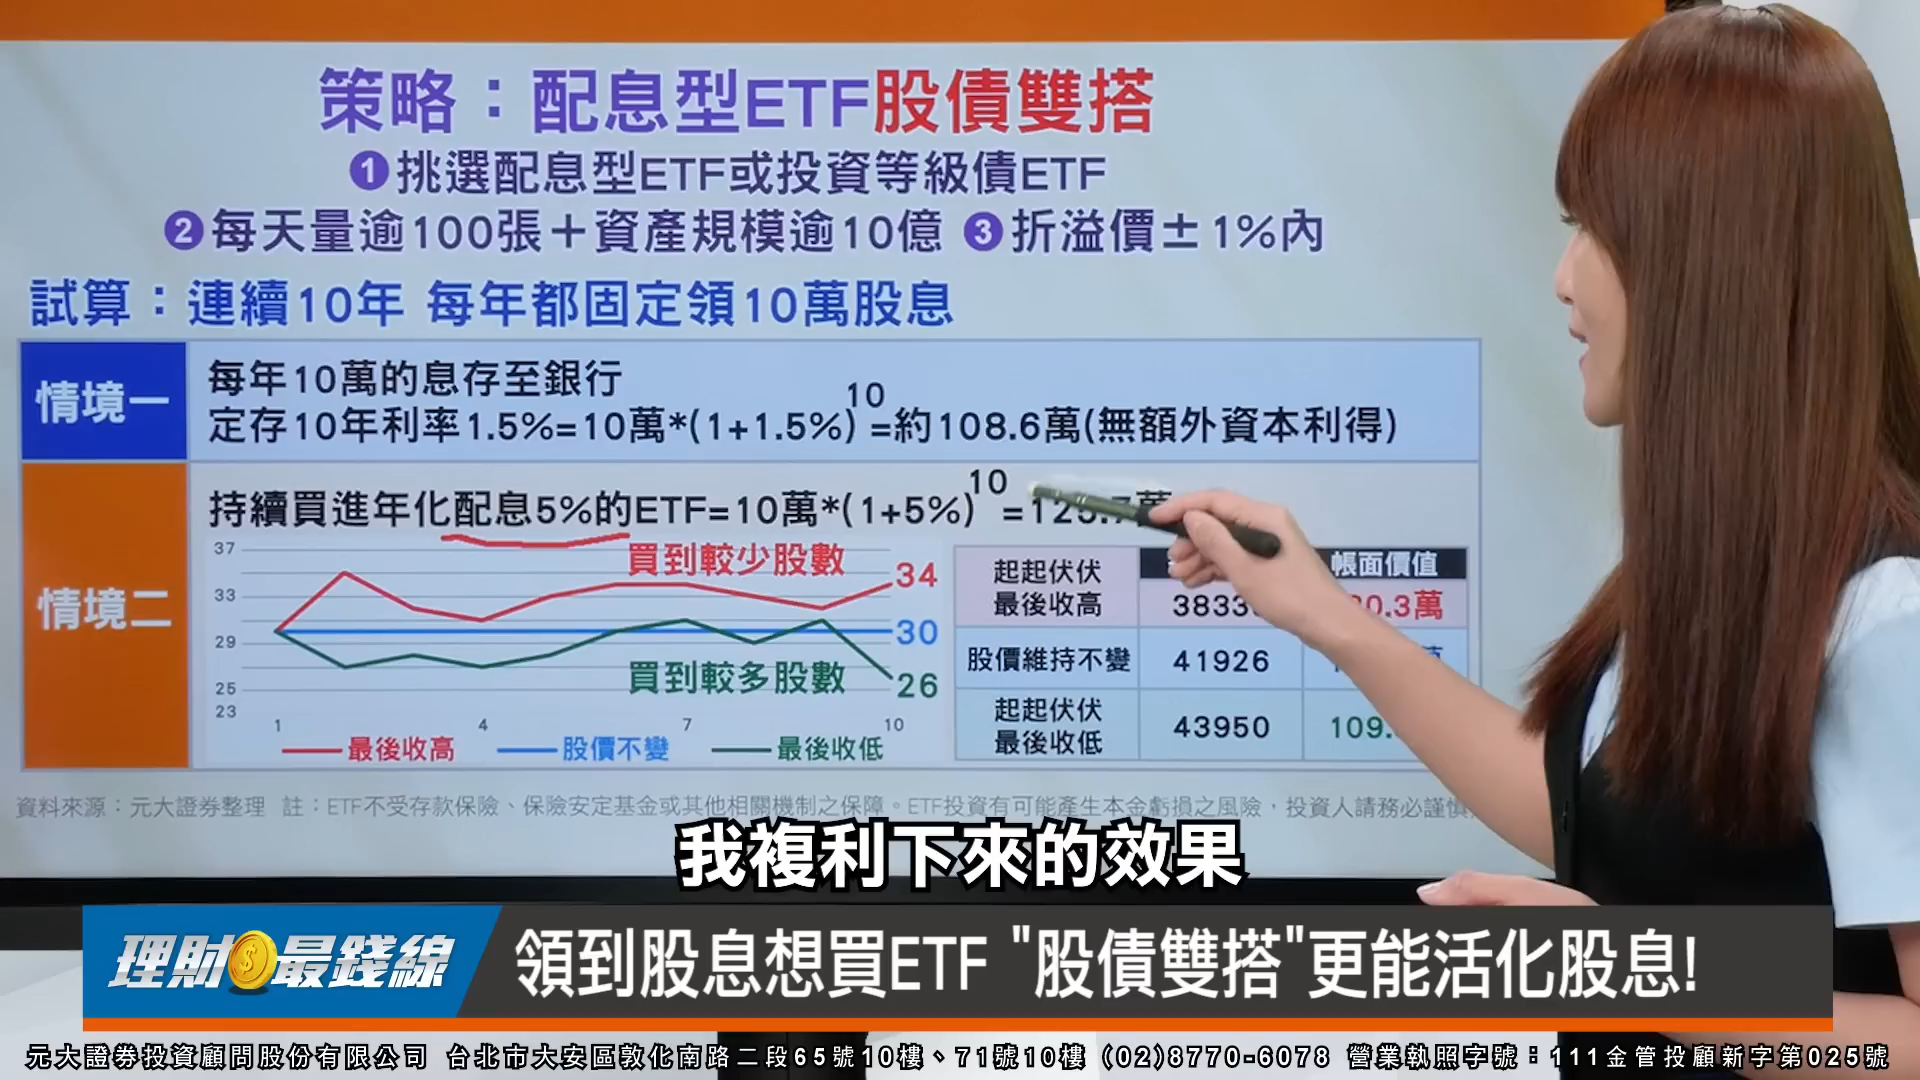 策略：配息型ETF股債雙搭
❶挑選配息型ETF或投資等級債ETF
❷每天量逾100張＋資產規模逾10億 ❸折溢價±1%內
試算：連續10年 每年都固定領10萬股息
情境一
每年10萬的息存至銀行
定存10年利率1.5%=10萬*(1+1.5%)10=約108.6萬(無額外資本利得)
情境二
持續買進年化配息5%的ETF=10萬*(1+5%)10=125.7萬
37
33
29
25
23
1 4 7 10
買到較少股數
買到較多股數
34
30
26
最後收高 股價不變 最後收低
帳面價值
起起伏伏
最後收高 3833 0.3萬
股價維持不變 41926
起起伏伏
最後收低 43950 109.
資料來源：元大證券整理 註：ETF不受存款保險、保險安定基金或其他相關機制之保障。ETF投資有可能產生本金虧損之風險，投資人請務必謹慎
我複利下來的效果
理財最錢線
領到股息想買ETF "股債雙搭"更能活化股息!
元大證券投資顧問股份有限公司 台北市大安區敦化南路二段65號10樓、71號10樓 (02)8770-6078 營業執照字號：111金管投顧新字第025號